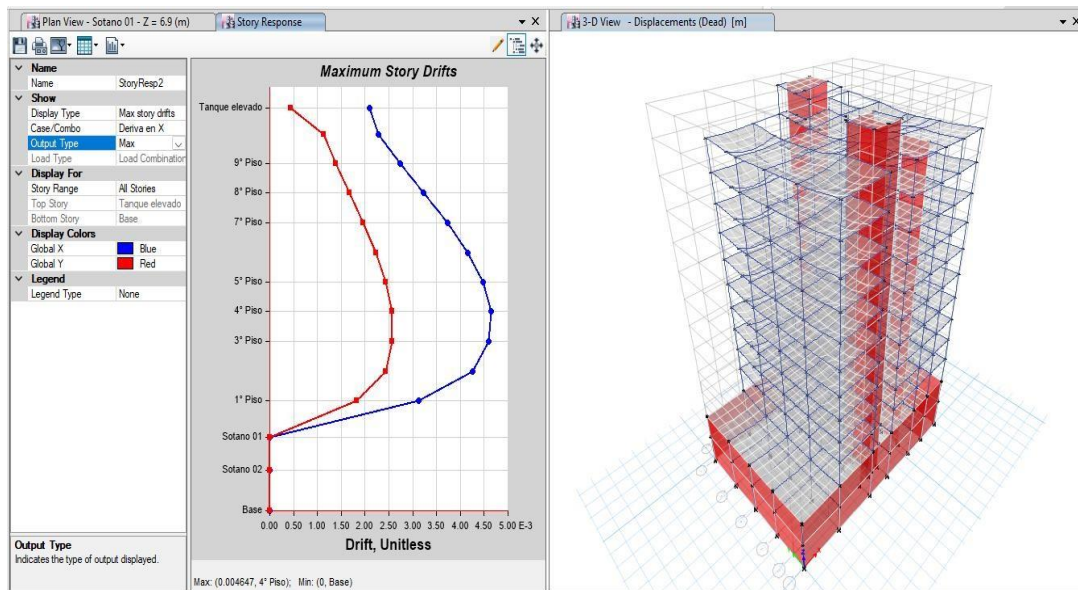 Plan View - Sotano 01 - Z = 6.9 (m)
Story Response
Name
Name StoryResp2
Show
Display Type Max story drifts
Case/Combo Deriva en X
Output Type Max
Load Type Load Combination
Display For
Story Range All Stories
Top Story Tanque elevado
Bottom Story Base
Display Colors
Global X Blue
Global Y Red
Legend
Legend Type None
Output Type
Indicates the type of output displayed.
Maximum Story Drifts
Tanque elevado
9° Piso
8° Piso
7° Piso
5° Piso
4° Piso
3° Piso
1° Piso
Sotano 01
Sotano 02
Base
0.00 0.50 1.00 1.50 2.00 2.50 3.00 3.50 4.00 4.50 5.00 E-3
Drift, Unitless
Max: (0.004647, 4° Piso); Min: (0, Base)
3-D View - Displacements (Dead) [m]